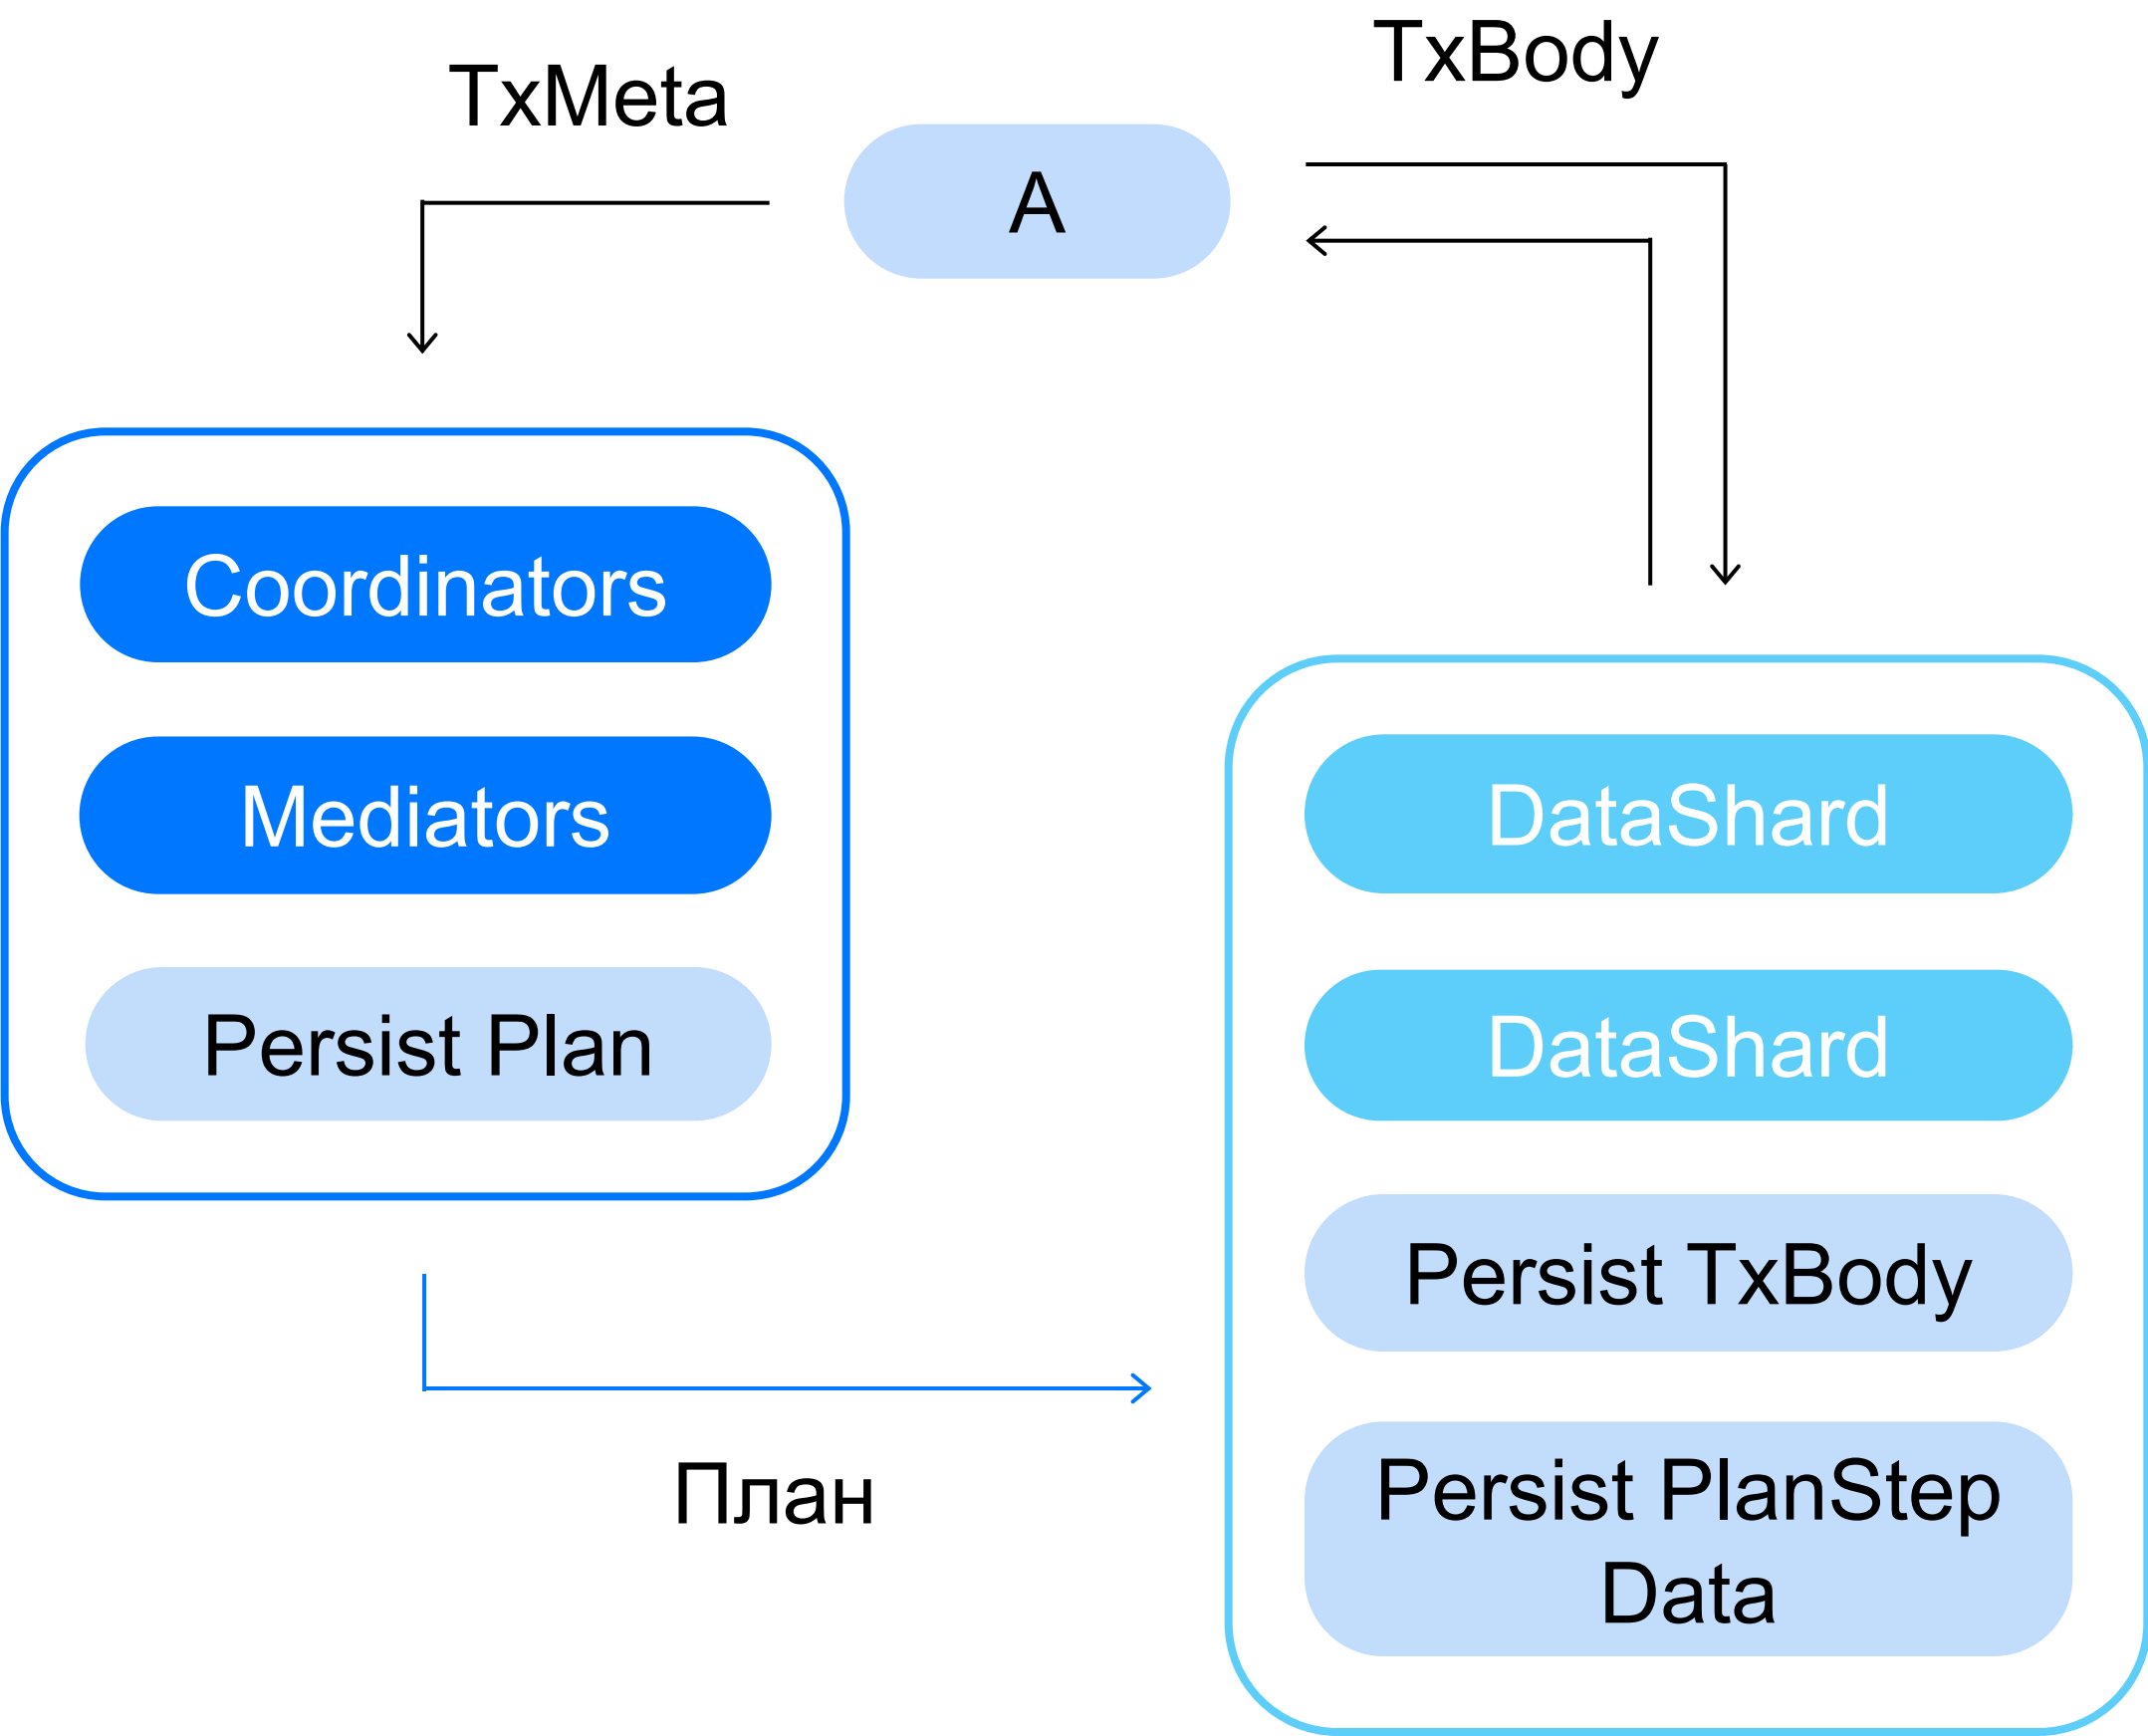 TxBody
TxMeta
A
Coordinators
Mediators
Persist Plan
План
DataShard
DataShard
Persist TxBody
Persist PlanStep
Data